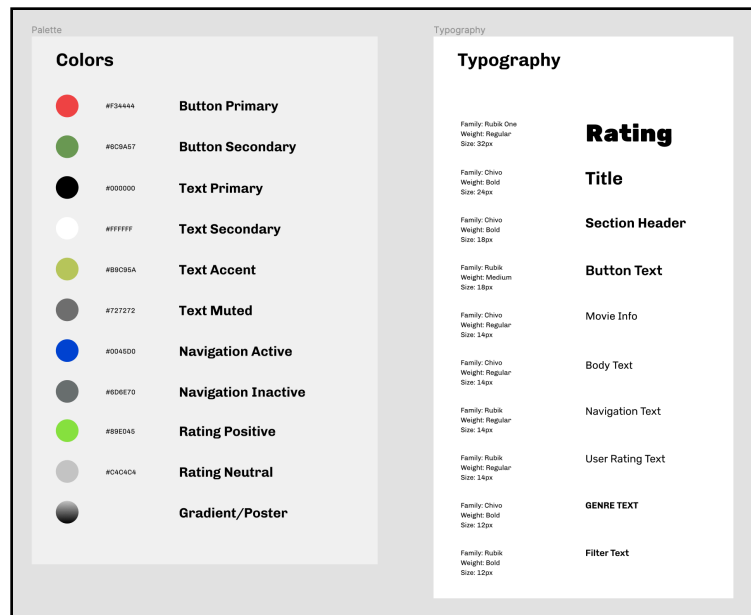 Palette
Colors
#F34444 Button Primary
#6C9A57 Button Secondary
#000000 Text Primary
#FFFFFF Text Secondary
#B9C95A Text Accent
#727272 Text Muted
#0045D0 Navigation Active
#6D6E70 Navigation Inactive
#89E045 Rating Positive
#C4C4C4 Rating Neutral
Gradient/Poster
Typography
Typography
Family: Rubik One
Weight: Regular
Size: 32px
Rating
Family: Chivo
Weight: Bold
Size: 24px
Title
Family: Chivo
Weight: Bold
Size: 18px
Section Header
Family: Rubik
Weight: Medium
Size: 18px
Button Text
Family: Chivo
Weight: Regular
Size: 14px
Movie Info
Family: Chivo
Weight: Regular
Size: 14px
Body Text
Family: Rubik
Weight: Regular
Size: 14px
Navigation Text
Family: Rubik
Weight: Regular
Size: 14px
User Rating Text
Family: Chivo
Weight: Bold
Size: 12px
GENRE TEXT
Family: Rubik
Weight: Bold
Size: 12px
Filter Text